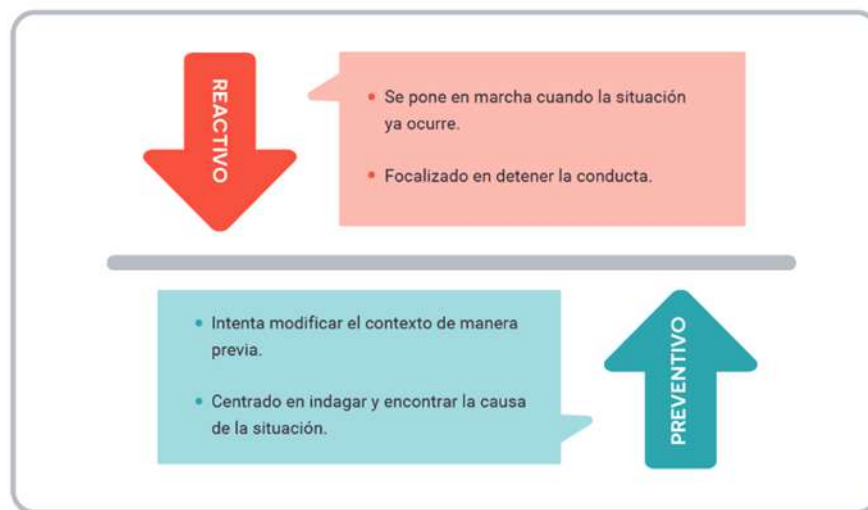 REACTIVO
• Se pone en marcha cuando la situación
ya ocurre.
• Focalizado en detener la conducta.
• Intenta modificar el contexto de manera
previa.
• Centrado en indagar y encontrar la causa
de la situación.
PREVENTIVO